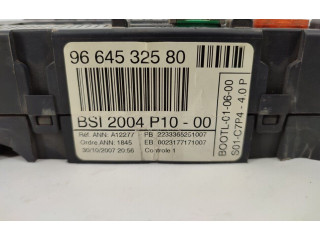 96 645 325 80
BSI 2004 P10 - 00
Réf. ANN: A12277 PB :2233365251007
Ordre ANN: 1845 EB :8023177171007
30/10/2007 20:56 Controle 1
BOOTL-01-06-00
S01-C7P4 - 4.0 P